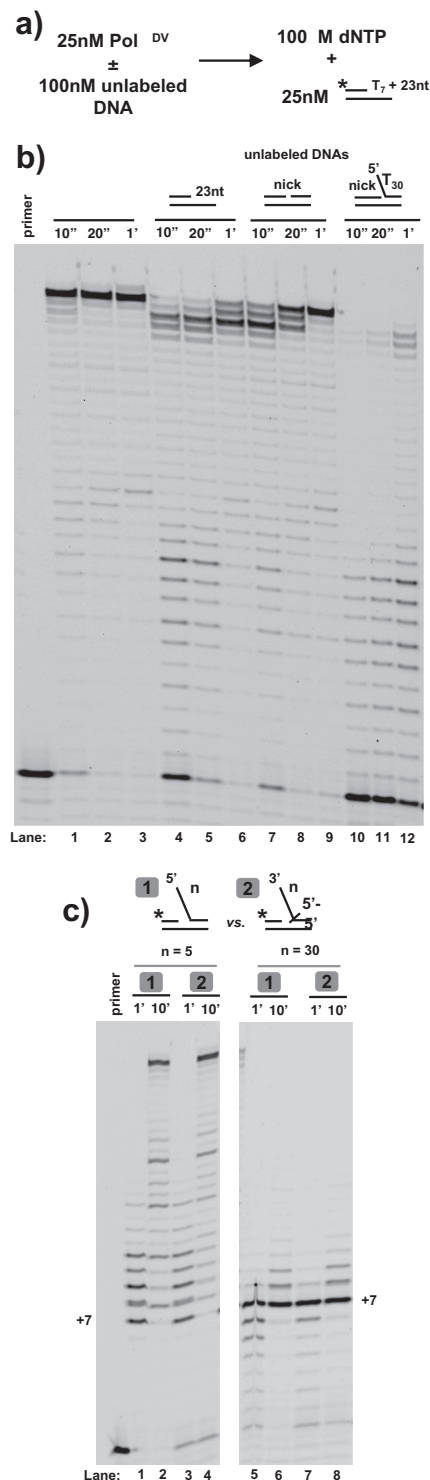 a)
25nM Pol DV
±
100nM unlabeled
DNA
100 M dNTP
+
25nM * T7 + 23nt
b)
unlabeled DNAs
primer
23nt
nick
nick
5’
T30
10” 20” 1’ 10” 20” 1’ 10” 20” 1’ 10” 20” 1’
Lane: 1 2 3 4 5 6 7 8 9 10 11 12
c)
1 5’ n * vs. 2 3’ n 5’-5’ *
n = 5 n = 30
primer
1 2 1 2
1’ 10’ 1’ 10’ 1’ 10’ 1’ 10’
+7
+7
Lane: 1 2 3 4 5 6 7 8